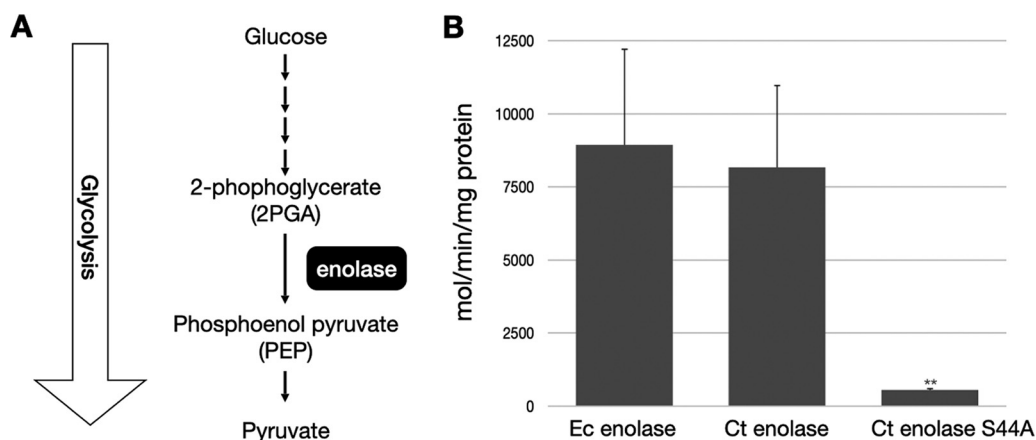 A
Glucose
Glycolysis
2-phophoglycerate
(2PGA)
enolase
Phosphoenol pyruvate
(PEP)
Pyruvate
B
mol/min/mg protein
12500
10000
7500
5000
2500
0
**
Ec enolase
Ct enolase
Ct enolase S44A